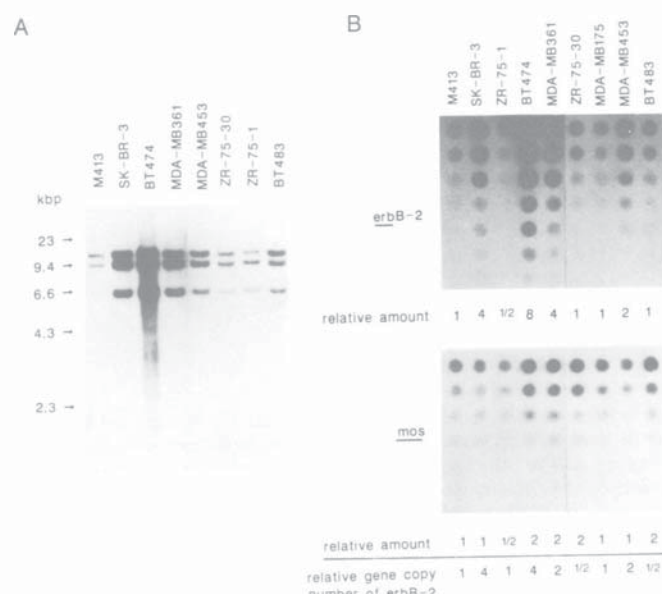 A
M413
SK-BR-3
BT474
MDA-MB361
MDA-MB453
ZR-75-30
ZR-75-1
BT483
kbp
23 →
9.4 →
6.6 →
4.3 →
2.3 →
B
M413
SK-BR-3
ZR-75-1
BT474
MDA-MB361
ZR-75-30
MDA-MB175
MDA-MB453
BT483
erbB-2
relative amount 1 4 1/2 8 4 1 1 2 1
mos
relative amount 1 1 1/2 2 2 2 1 1 2
relative gene copy 1 4 1 4 2 1/2 1 2 1/2
number of erbB-2